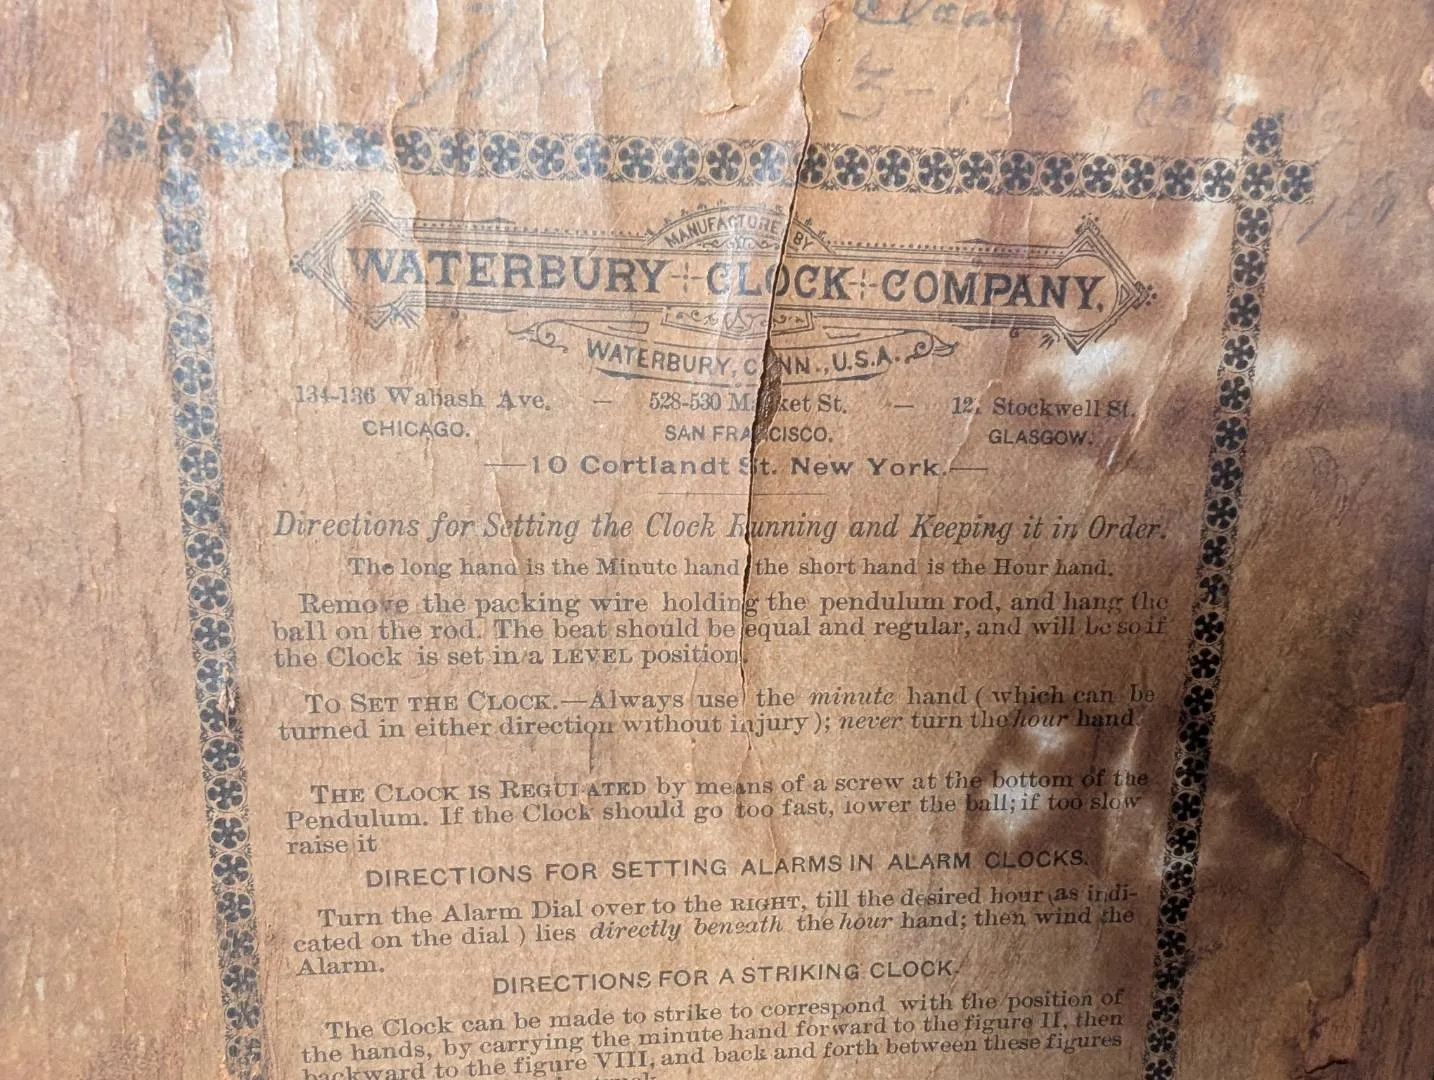 MANUFACTURED BY
WATERBURY CLOCK COMPANY,
WATERBURY, CONN., U.S.A.
134-136 Wabash Ave. — 528-530 Market St. — 12, Stockwell St.
CHICAGO. SAN FRANCISCO. GLASGOW.
—10 Cortlandt St. New York.—
Directions for Setting the Clock Running and Keeping it in Order.
The long hand is the Minute hand, the short hand is the Hour hand.
Remove the packing wire holding the pendulum rod, and hang the
ball on the rod. The beat should be equal and regular, and will be so if
the Clock is set in a LEVEL position.
TO SET THE CLOCK.—Always use the minute hand ( which can be
turned in either direction without injury ); never turn the hour hand
THE CLOCK IS REGULATED by means of a screw at the bottom of the
Pendulum. If the Clock should go too fast, lower the ball; if too slow
raise it
DIRECTIONS FOR SETTING ALARMS IN ALARM CLOCKS.
Turn the Alarm Dial over to the RIGHT, till the desired hour (as indi-
cated on the dial ) lies directly beneath the hour hand; then wind the
Alarm.
DIRECTIONS FOR A STRIKING CLOCK.
The Clock can be made to strike to correspond with the position of
the hands, by carrying the minute hand forward to the figure II, then
backward to the figure VIII, and back and forth between these figures